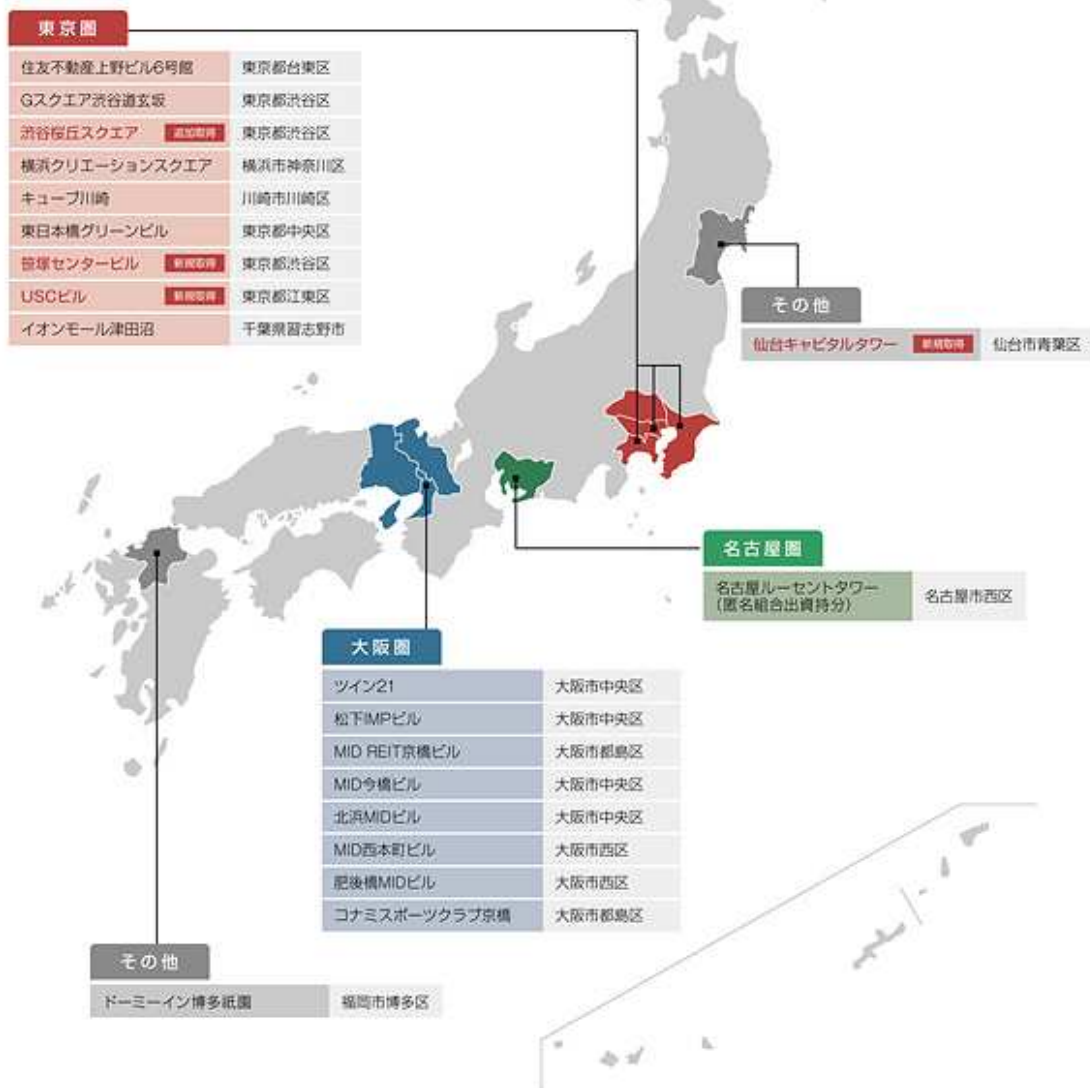 東京圏
住友不動産上野ビル6号館 東京都台東区
Gスクエア渋谷道玄坂 東京都渋谷区
渋谷桜丘スクエア 追加取得 東京都渋谷区
横浜クリエーションスクエア 横浜市神奈川区
キューブ川崎 川崎市川崎区
東日本橋グリーンビル 東京都中央区
笹塚センタービル 新規取得 東京都渋谷区
USCビル 新規取得 東京都江東区
イオンモール津田沼 千葉県習志野市
その他
仙台キャピタルタワー 新規取得 仙台市青葉区
名古屋圏
名古屋ルーセントタワー
(匿名組合出資持分) 名古屋市西区
大阪圏
ツイン21 大阪市中央区
松下IMPビル 大阪市中央区
MID REIT京橋ビル 大阪市都島区
MID今橋ビル 大阪市中央区
北浜MIDビル 大阪市中央区
MID西本町ビル 大阪市西区
肥後橋MIDビル 大阪市西区
コナミスポーツクラブ京橋 大阪市都島区
その他
ドーミーイン博多祇園 福岡市博多区